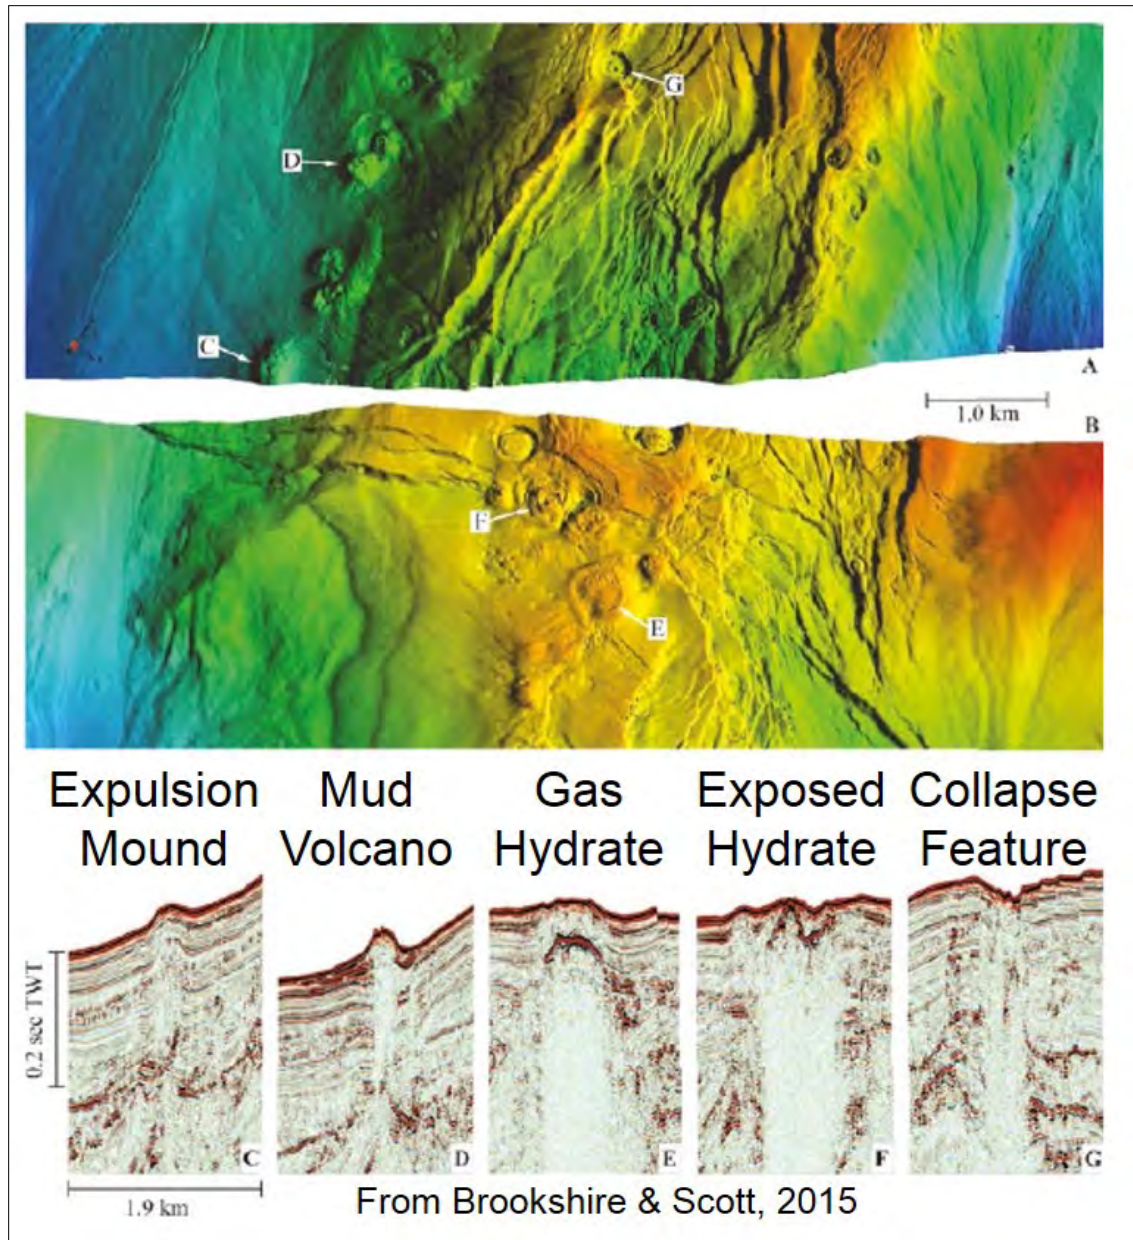 G
D
C
A
1.0 km
B
F
E
Expulsion Mound
Mud Volcano
Gas Hydrate
Exposed Hydrate
Collapse Feature
0.2 sec TWT
C
D
E
F
G
1.9 km
From Brookshire & Scott, 2015